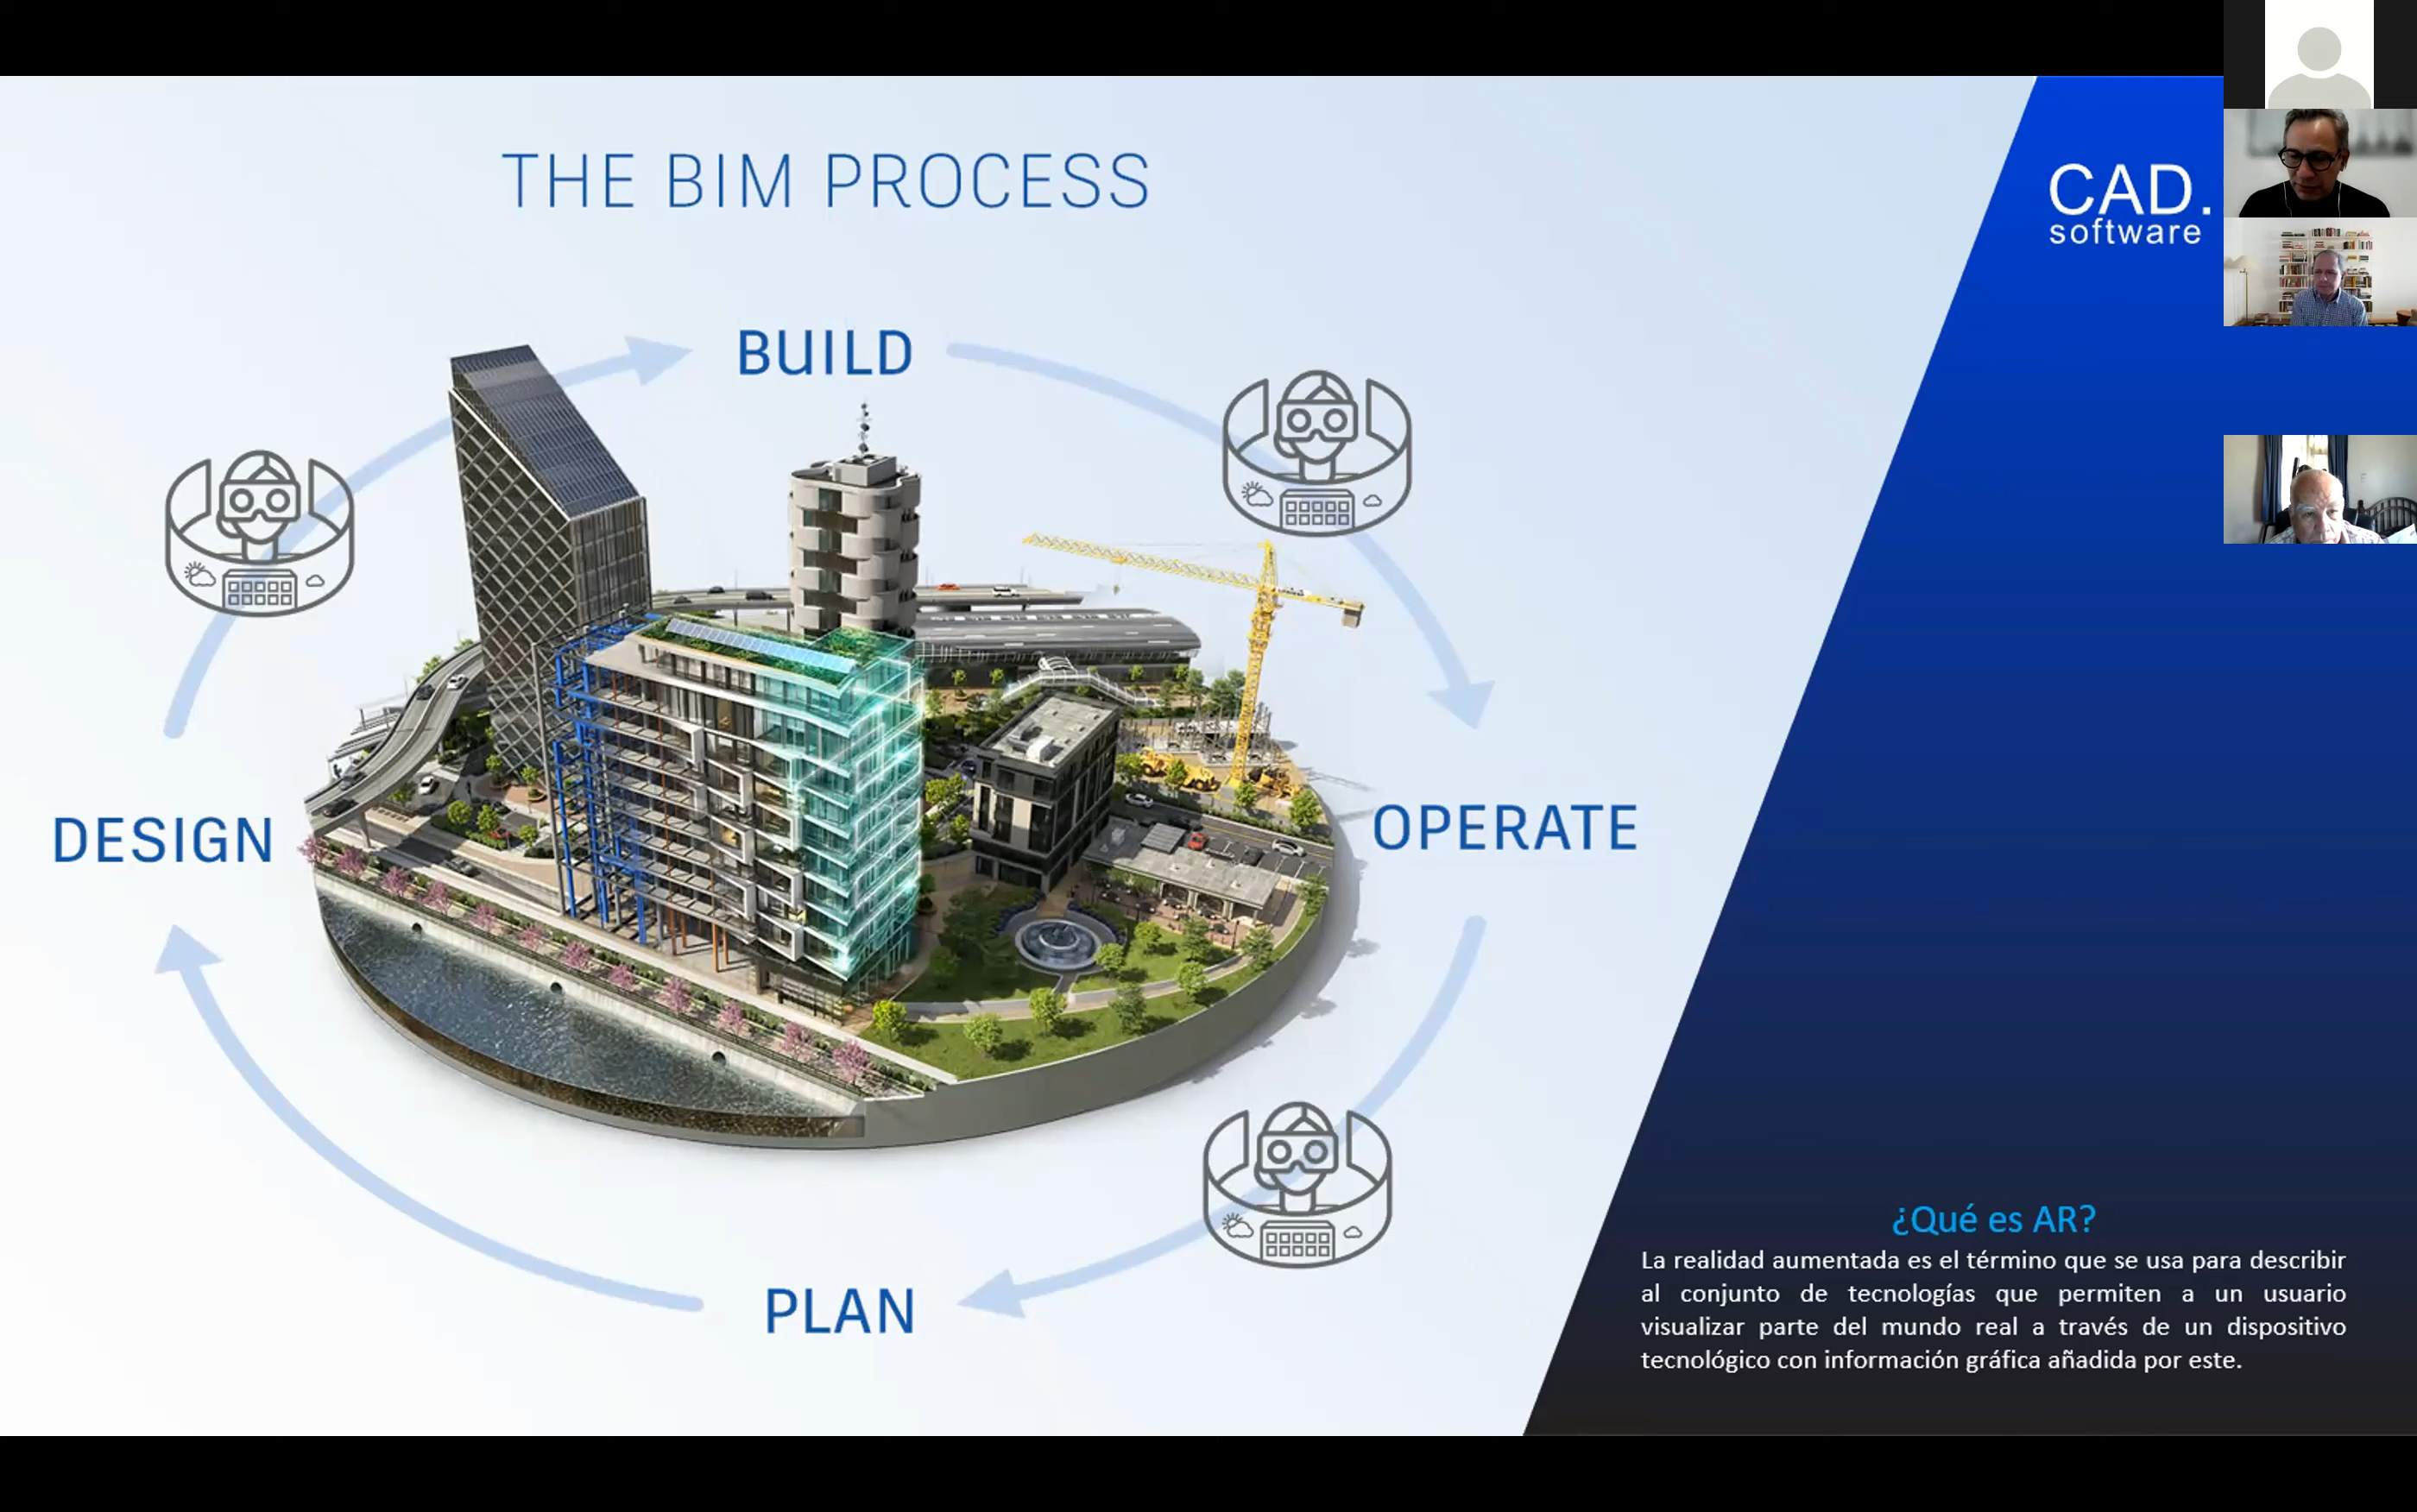 THE BIM PROCESS
CAD.
software
BUILD
DESIGN
OPERATE
PLAN
¿Qué es AR?
La realidad aumentada es el término que se usa para describir
al conjunto de tecnologías que permiten a un usuario
visualizar parte del mundo real a través de un dispositivo
tecnológico con información gráfica añadida por este.